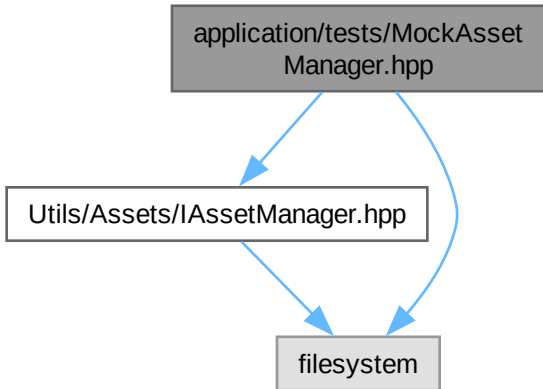 application/tests/MockAsset
Manager.hpp
Utils/Assets/IAssetManager.hpp
filesystem